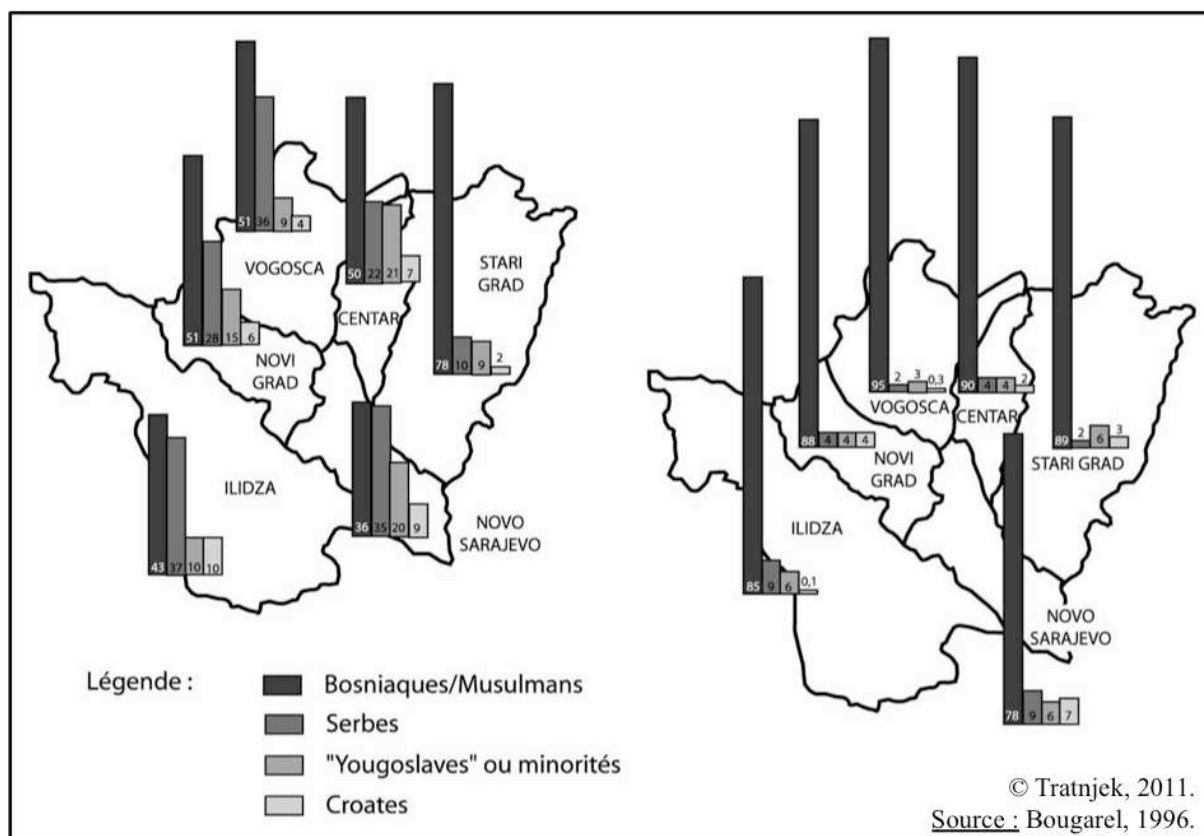 51 36 9 4
VOGOSCA
50 22 21 7
CENTAR
78 10 9 2
STARI
GRAD
51 28 15 6
NOVI
GRAD
43 37 10 10
ILIDZA
36 35 20 9
NOVO
SARAJEVO
95 2 3 0,3
VOGOSCA
90 4 4 2
CENTAR
89 2 6 3
STARI GRAD
88 4 4 4
NOVI
GRAD
85 9 6 0,1
ILIDZA
78 9 6 7
NOVO
SARAJEVO
Légende :
Bosniaques/Musulmans
Serbes
"Yougoslaves" ou minorités
Croates
© Tratnjek, 2011.
Source : Bougarel, 1996.